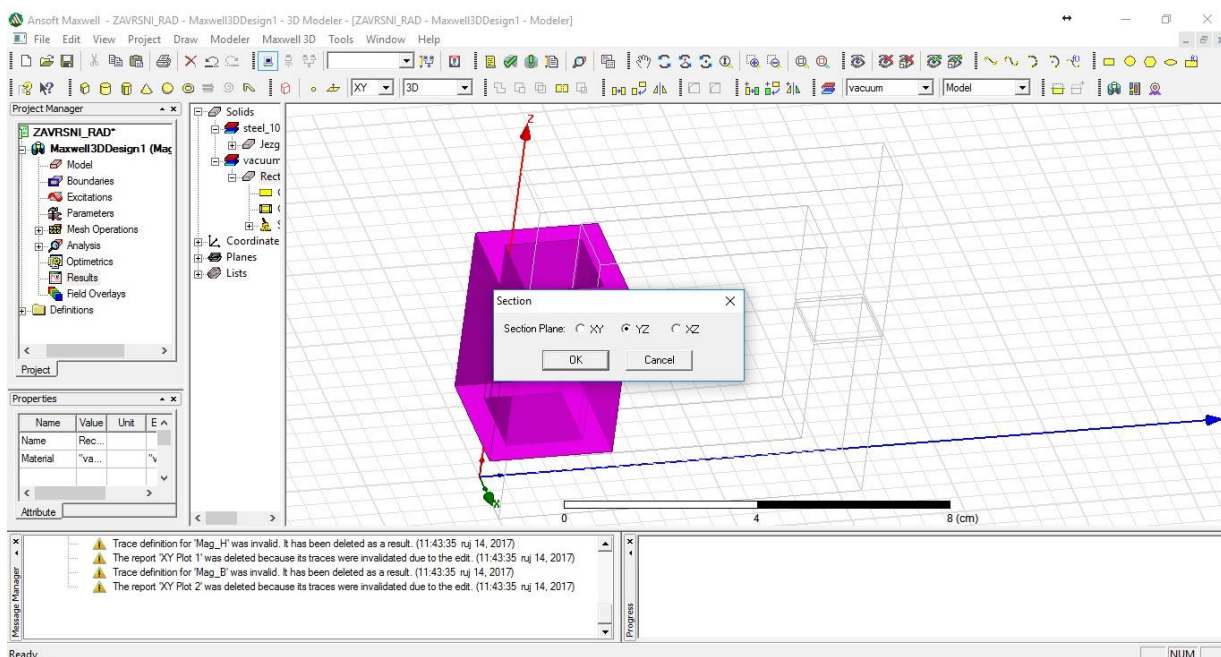 Ansoft Maxwell - ZAVRSNI_RAD - Maxwell3DDesign1 - 3D Modeler - [ZAVRSNI_RAD - Maxwell3DDesign1 - Modeler]
File Edit View Project Draw Modeler Maxwell 3D Tools Window Help
XY 3D vacuum Model
Project Manager
ZAVRSNI_RAD*
Maxwell3DDesign1 (Mag
Model
Boundaries
Excitations
Parameters
Mesh Operations
Analysis
Optimetrics
Results
Field Overlays
Definitions
Project
Solids
steel_10
Jezg
vacuum
Rect
Coordinate
Planes
Lists
Properties
Name Value Unit E
Name Rec...
Material "va... "v
Attribute
Z
X
0 4 8 (cm)
Section
Section Plane: XY YZ XZ
OK Cancel
Message Manager
Trace definition for 'Mag_H' was invalid. It has been deleted as a result. (11:43:35 ruj 14, 2017)
The report 'XY Plot 1' was deleted because its traces were invalidated due to the edit. (11:43:35 ruj 14, 2017)
Trace definition for 'Mag_B' was invalid. It has been deleted as a result. (11:43:35 ruj 14, 2017)
The report 'XY Plot 2' was deleted because its traces were invalidated due to the edit. (11:43:35 ruj 14, 2017)
Progress
Ready
NUM